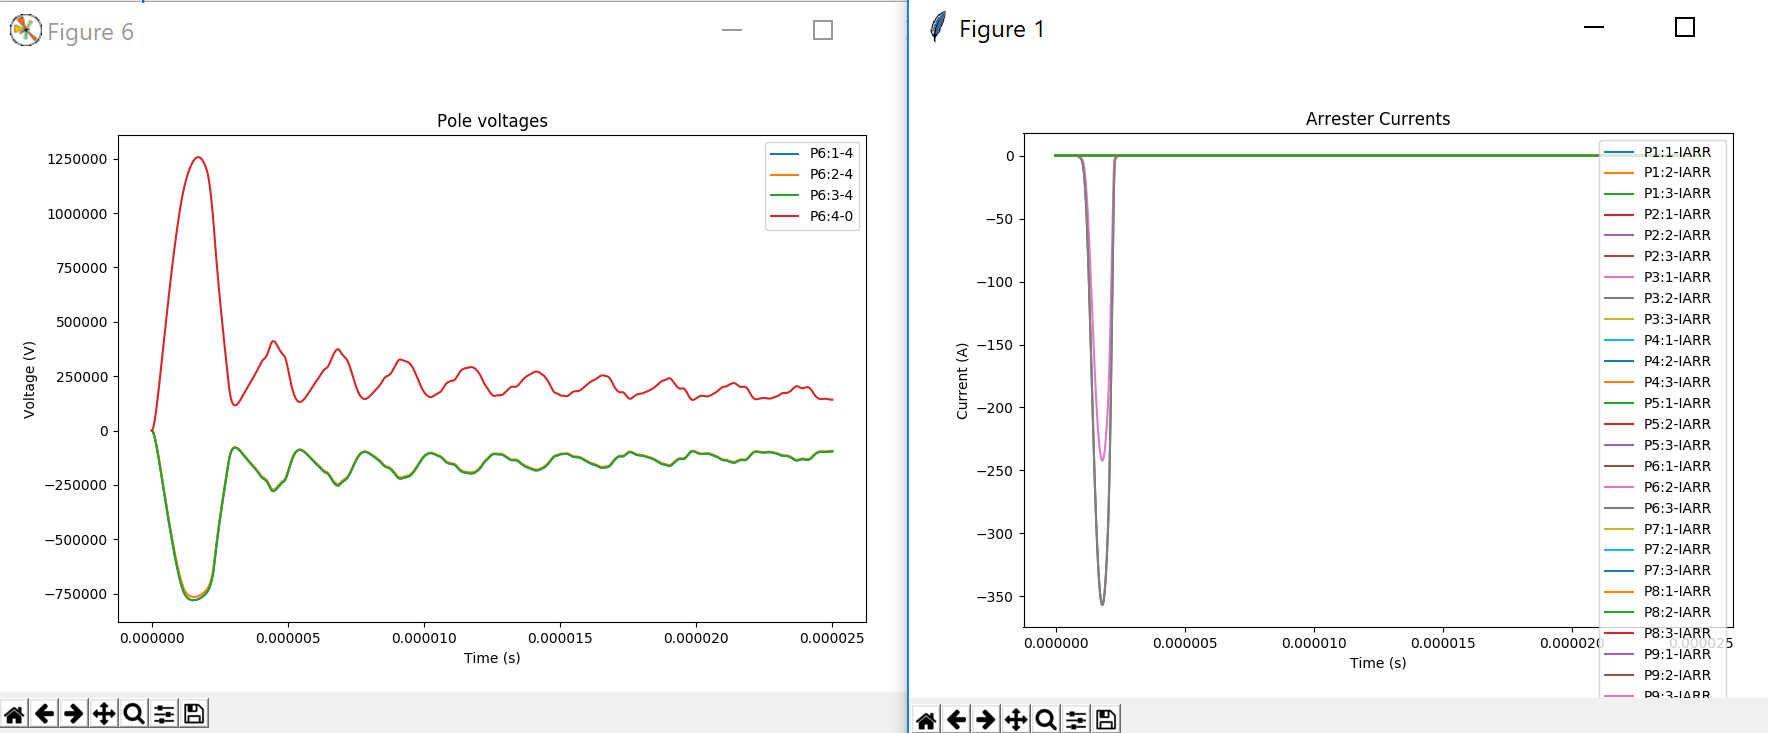 Figure 6
Pole voltages
1250000
1000000
750000
500000
250000
0
−250000
−500000
−750000
Voltage (V)
P6:1-4
P6:2-4
P6:3-4
P6:4-0
0.000000 0.000005 0.000010 0.000015 0.000020 0.000025
Time (s)
Figure 1
Arrester Currents
0
−50
−100
−150
−200
−250
−300
−350
Current (A)
P1:1-IARR
P1:2-IARR
P1:3-IARR
P2:1-IARR
P2:2-IARR
P2:3-IARR
P3:1-IARR
P3:2-IARR
P3:3-IARR
P4:1-IARR
P4:2-IARR
P4:3-IARR
P5:1-IARR
P5:2-IARR
P5:3-IARR
P6:1-IARR
P6:2-IARR
P6:3-IARR
P7:1-IARR
P7:2-IARR
P7:3-IARR
P8:1-IARR
P8:2-IARR
P8:3-IARR
P9:1-IARR
P9:2-IARR
P9:3-IARR
0.000000 0.000005 0.000010 0.000015 0.000020 0.000025
Time (s)